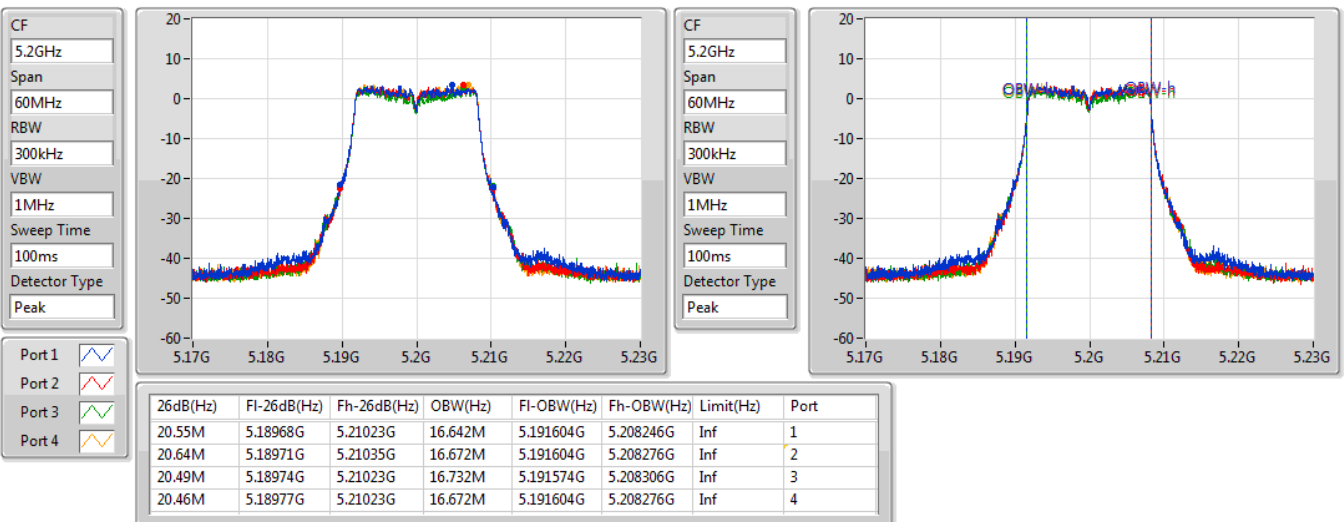 CF
5.2GHz
Span
60MHz
RBW
300kHz
VBW
1MHz
Sweep Time
100ms
Detector Type
Peak
Port 1
Port 2
Port 3
Port 4
20
10
0
-10
-20
-30
-40
-50
-60
5.17G 5.18G 5.19G 5.2G 5.21G 5.22G 5.23G
CF
5.2GHz
Span
60MHz
RBW
300kHz
VBW
1MHz
Sweep Time
100ms
Detector Type
Peak
20
10
0
-10
-20
-30
-40
-50
-60
OBW-h
5.17G 5.18G 5.19G 5.2G 5.21G 5.22G 5.23G
26dB(Hz) Fl-26dB(Hz) Fh-26dB(Hz) OBW(Hz) Fl-OBW(Hz) Fh-OBW(Hz) Limit(Hz) Port
20.55M 5.18968G 5.21023G 16.642M 5.191604G 5.208246G Inf 1
20.64M 5.18971G 5.21035G 16.672M 5.191604G 5.208276G Inf 2
20.49M 5.18974G 5.21023G 16.732M 5.191574G 5.208306G Inf 3
20.46M 5.18977G 5.21023G 16.672M 5.191604G 5.208276G Inf 4